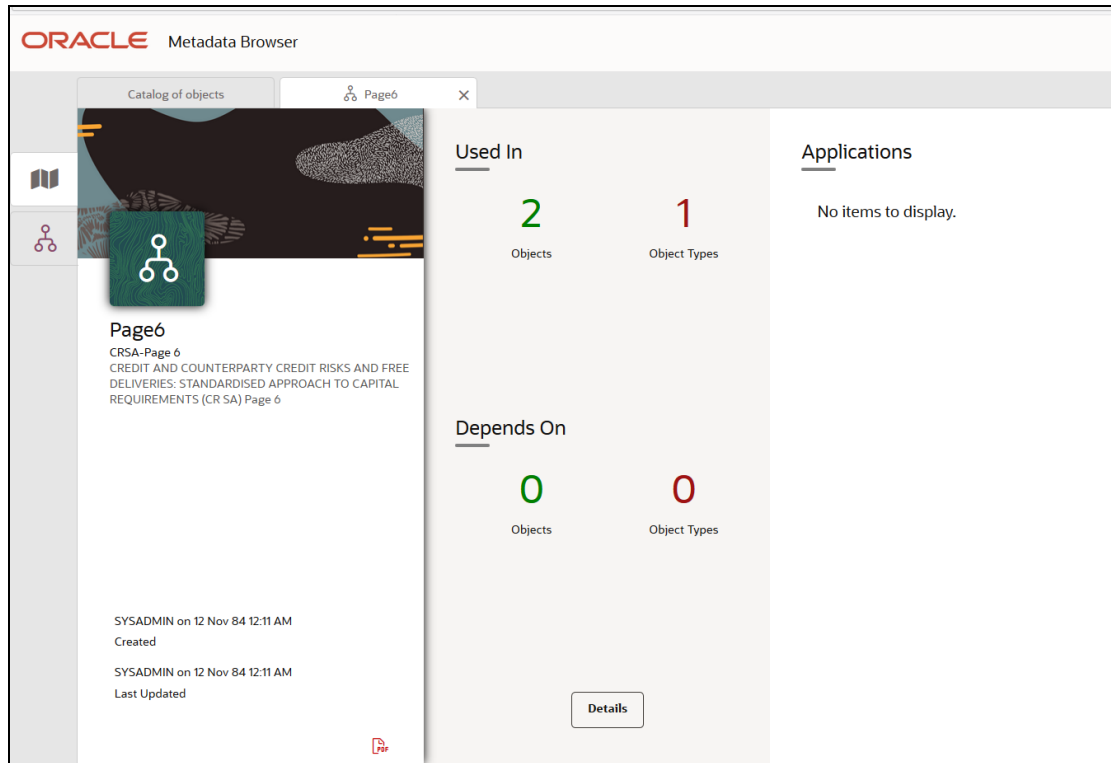 ORACLE Metadata Browser
Catalog of objects
Page6
Page6
CRSA-Page 6
CREDIT AND COUNTERPARTY CREDIT RISKS AND FREE
DELIVERIES: STANDARDISED APPROACH TO CAPITAL
REQUIREMENTS (CR SA) Page 6
SYSADMIN on 12 Nov 84 12:11 AM
Created
SYSADMIN on 12 Nov 84 12:11 AM
Last Updated
PDF
Used In
2 1
Objects Object Types
Depends On
0 0
Objects Object Types
Details
Applications
No items to display.